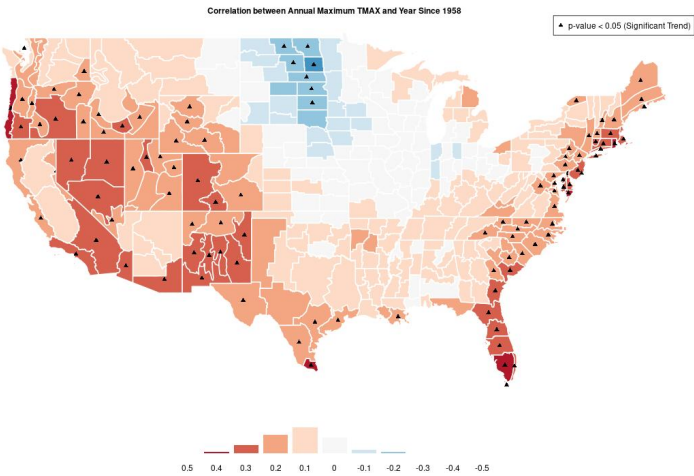 Correlation between Annual Maximum TMAX and Year Since 1958
▲ p-value < 0.05 (Significant Trend)
0.5 0.4 0.3 0.2 0.1 0 -0.1 -0.2 -0.3 -0.4 -0.5